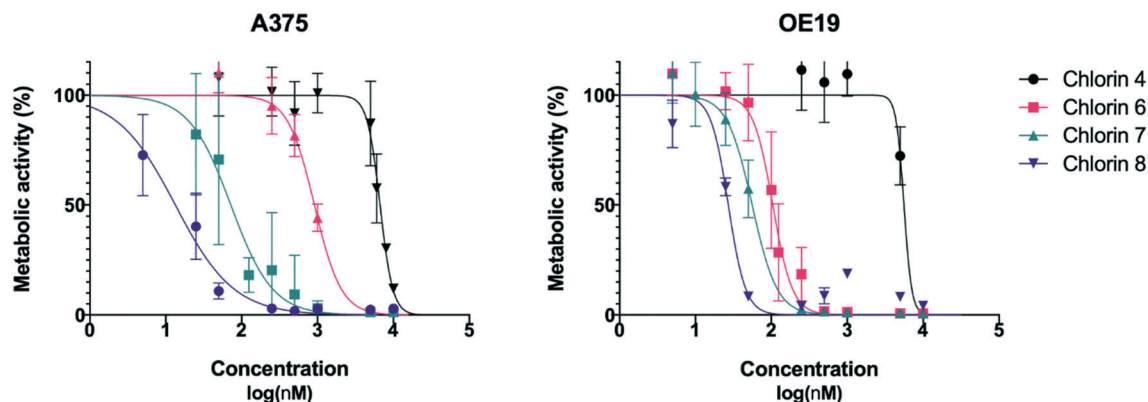 A375
Metabolic activity (%)
100
50
0
0 1 2 3 4 5
Concentration
log(nM)
OE19
Metabolic activity (%)
100
50
0
0 1 2 3 4 5
Concentration
log(nM)
Chlorin 4
Chlorin 6
Chlorin 7
Chlorin 8